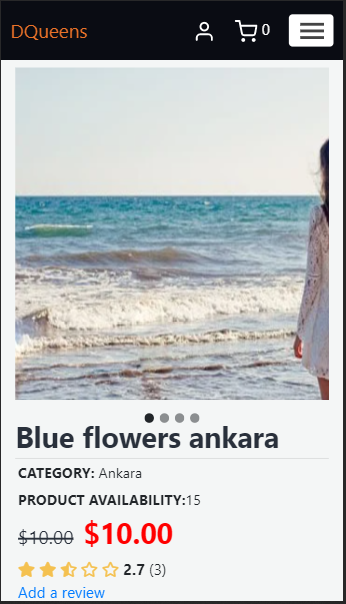 DQueens
0
Blue flowers ankara
CATEGORY: Ankara
PRODUCT AVAILABILITY:15
$10.00 $10.00
2.7 (3)
Add a review